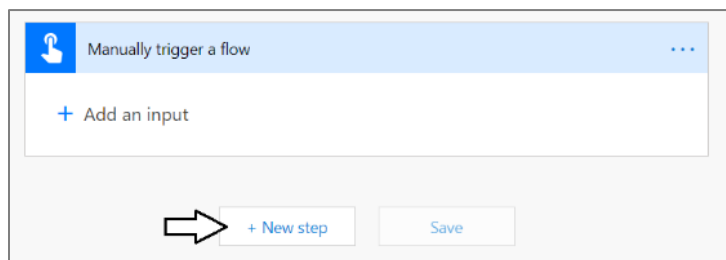 Manually trigger a flow
+ Add an input
+ New step
Save